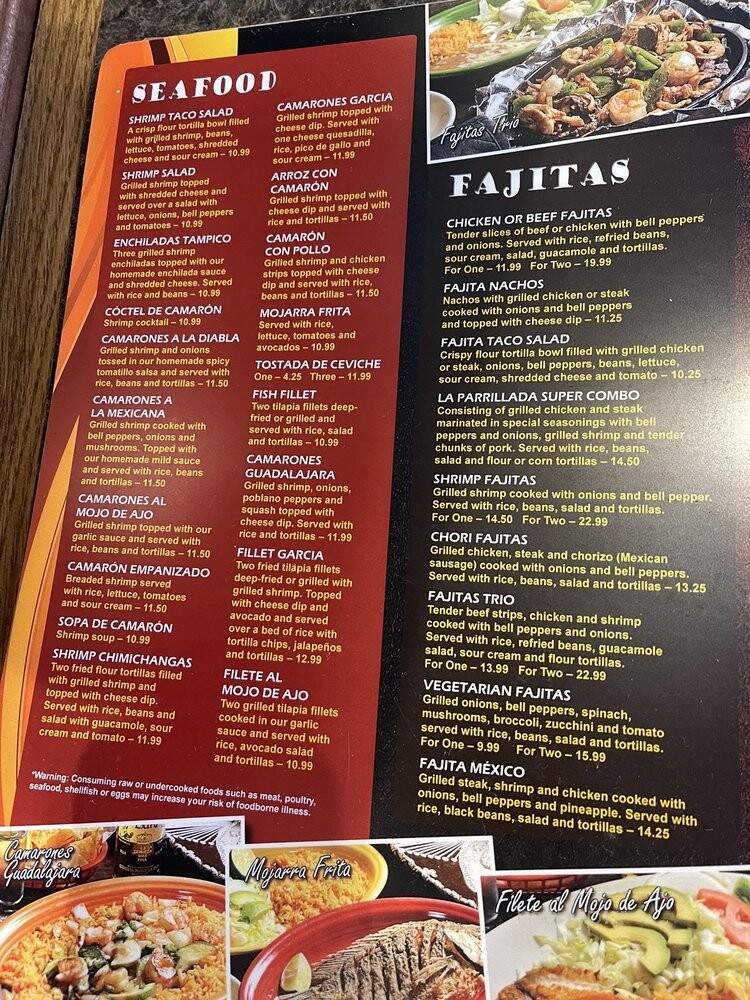 SEAFOOD
SHRIMP TACO SALAD
A crisp flour tortilla bowl filled
with grilled shrimp, beans,
lettuce, tomatoes, shredded
cheese and sour cream – 10.99
SHRIMP SALAD
Grilled shrimp topped
with shredded cheese and
served over a salad with
lettuce, onions, bell peppers
and tomatoes – 10.99
ENCHILADAS TAMPICO
Three grilled shrimp
enchiladas topped with our
homemade enchilada sauce
and shredded cheese. Served
with rice and beans – 10.99
CÓCTEL DE CAMARÓN
Shrimp cocktail – 10.99
CAMARONES A LA DIABLA
Grilled shrimp and onions
tossed in our homemade spicy
tomatillo salsa and served with
rice, beans and tortillas – 11.50
CAMARONES A
LA MEXICANA
Grilled shrimp cooked with
bell peppers, onions and
mushrooms. Topped with
our homemade mild sauce
and served with rice, beans
and tortillas – 11.50
CAMARONES AL
MOJO DE AJO
Grilled shrimp topped with our
garlic sauce and served with
rice, beans and tortillas – 11.50
CAMARÓN EMPANIZADO
Breaded shrimp served
with rice, lettuce, tomatoes
and sour cream – 11.50
SOPA DE CAMARÓN
Shrimp soup – 10.99
SHRIMP CHIMICHANGAS
Two fried flour tortillas filled
with grilled shrimp and
topped with cheese dip.
Served with rice, beans and
salad with guacamole, sour
cream and tomato – 11.99
CAMARONES GARCIA
Grilled shrimp topped with
cheese dip. Served with
one cheese quesadilla,
rice, pico de gallo and
sour cream – 11.99
ARROZ CON
CAMARÓN
Grilled shrimp topped with
cheese dip and served with
rice and tortillas – 11.50
CAMARÓN
CON POLLO
Grilled shrimp and chicken
strips topped with cheese
dip and served with rice,
beans and tortillas – 11.50
MOJARRA FRITA
Served with rice,
lettuce, tomatoes and
avocados – 10.99
TOSTADA DE CEVICHE
One – 4.25 Three – 11.99
FISH FILLET
Two tilapia fillets deep-
fried or grilled and
served with rice, salad
and tortillas – 10.99
CAMARONES
GUADALAJARA
Grilled shrimp, onions,
poblano peppers and
squash topped with
cheese dip. Served with
rice and tortillas – 11.99
FILLET GARCIA
Two fried tilapia fillets
deep-fried or grilled with
grilled shrimp. Topped
with cheese dip and
avocado and served
over a bed of rice with
tortilla chips, jalapeños
and tortillas – 12.99
FILETE AL
MOJO DE AJO
Two grilled tilapia fillets
cooked in our garlic
sauce and served with
rice, avocado salad
and tortillas – 10.99
*Warning: Consuming raw or undercooked foods such as meat, poultry,
seafood, shellfish or eggs may increase your risk of foodborne illness.
Fajitas Trio
FAJITAS
CHICKEN OR BEEF FAJITAS
Tender slices of beef or chicken with bell peppers
and onions. Served with rice, refried beans,
sour cream, salad, guacamole and tortillas.
For One – 11.99 For Two – 19.99
FAJITA NACHOS
Nachos with grilled chicken or steak
cooked with onions and bell peppers
and topped with cheese dip – 11.25
FAJITA TACO SALAD
Crispy flour tortilla bowl filled with grilled chicken
or steak, onions, bell peppers, beans, lettuce,
sour cream, shredded cheese and tomato – 10.25
LA PARRILLADA SUPER COMBO
Consisting of grilled chicken and steak
marinated in special seasonings with bell
peppers and onions, grilled shrimp and tender
chunks of pork. Served with rice, beans,
salad and flour or corn tortillas – 14.50
SHRIMP FAJITAS
Grilled shrimp cooked with onions and bell pepper.
Served with rice, beans, salad and tortillas.
For One – 14.50 For Two – 22.99
CHORI FAJITAS
Grilled chicken, steak and chorizo (Mexican
sausage) cooked with onions and bell peppers.
Served with rice, beans, salad and tortillas – 13.25
FAJITAS TRIO
Tender beef strips, chicken and shrimp
cooked with bell peppers and onions.
Served with rice, refried beans, guacamole
salad, sour cream and flour tortillas.
For One – 13.99 For Two – 22.99
VEGETARIAN FAJITAS
Grilled onions, bell peppers, spinach,
mushrooms, broccoli, zucchini and tomato
served with rice, beans, salad and tortillas.
For One – 9.99 For Two – 15.99
FAJITA MÉXICO
Grilled steak, shrimp and chicken cooked with
onions, bell peppers and pineapple. Served with
rice, black beans, salad and tortillas – 14.25
Camarones
Guadalajara
Mojarra Frita
Filete al Mojo de Ajo